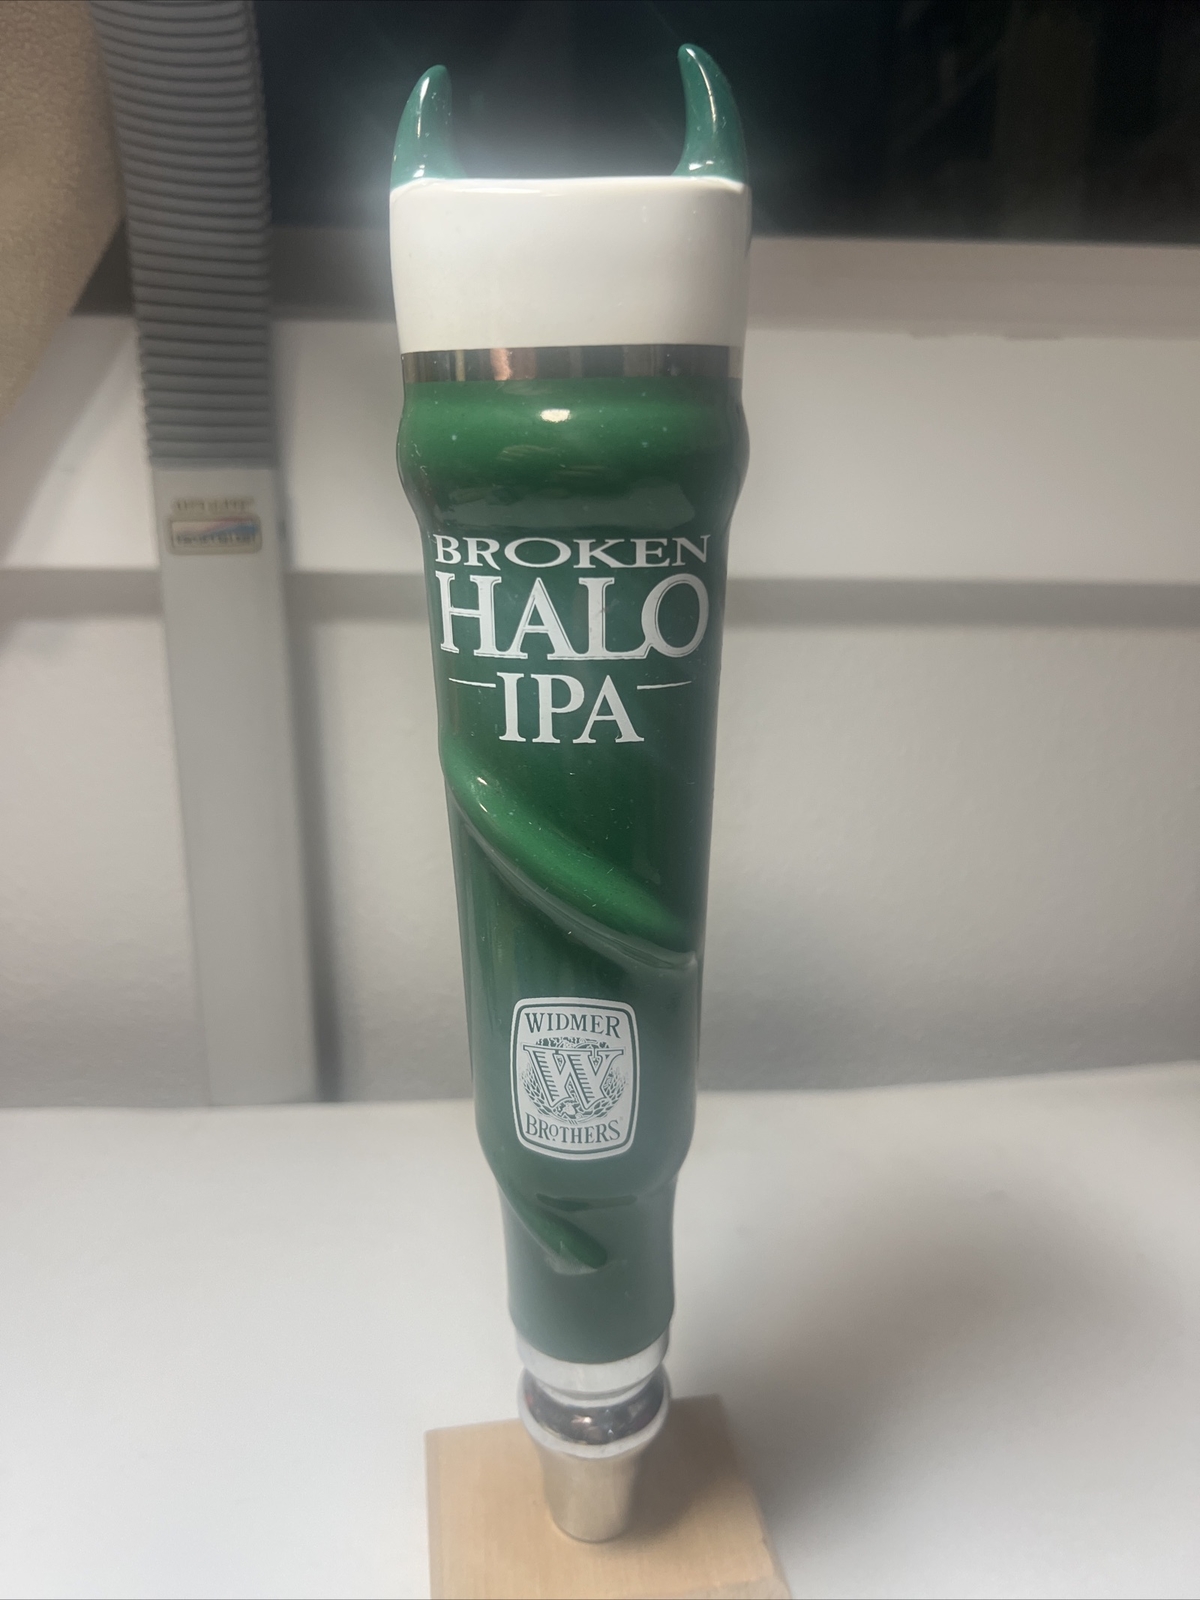 BROKEN
HALO
IPA
WIDMER
W
BROTHERS